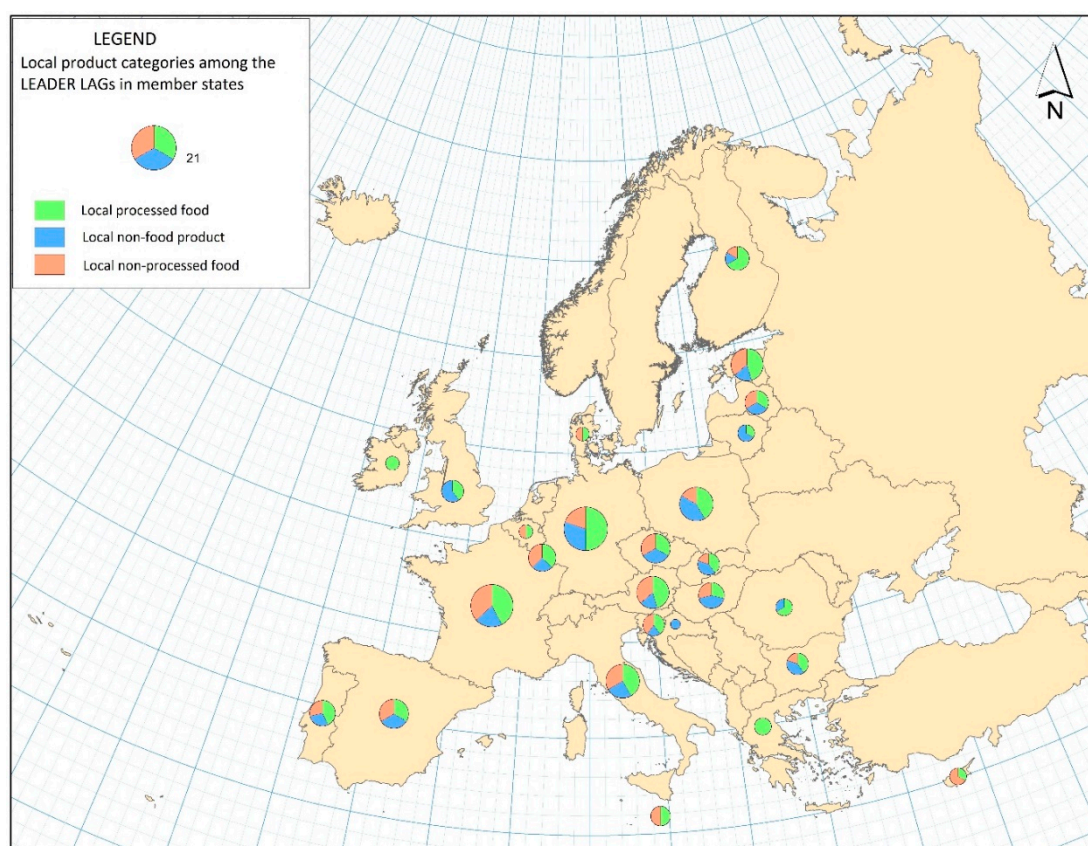 LEGEND
Local product categories among the
LEADER LAGs in member states
21
Local processed food
Local non-food product
Local non-processed food
N